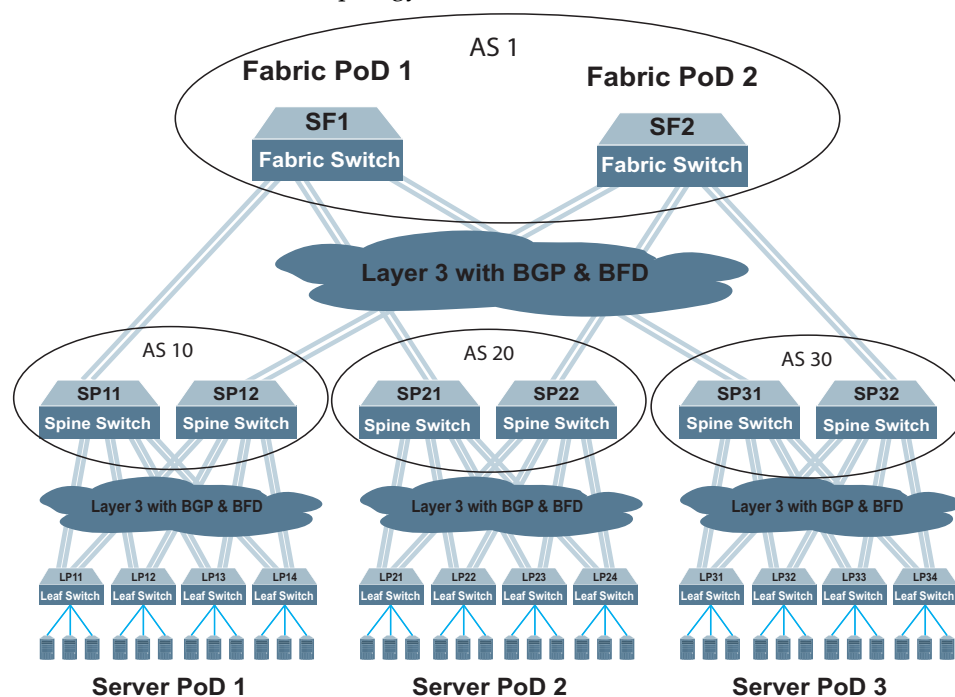 AS 1
Fabric PoD 1
Fabric PoD 2
SF1
Fabric Switch
SF2
Fabric Switch
Layer 3 with BGP & BFD
AS 10
AS 20
AS 30
SP11
Spine Switch
SP12
Spine Switch
SP21
Spine Switch
SP22
Spine Switch
SP31
Spine Switch
SP32
Spine Switch
Layer 3 with BGP & BFD
Layer 3 with BGP & BFD
Layer 3 with BGP & BFD
LP11
Leaf Switch
LP12
Leaf Switch
LP13
Leaf Switch
LP14
Leaf Switch
LP21
Leaf Switch
LP22
Leaf Switch
LP23
Leaf Switch
LP24
Leaf Switch
LP31
Leaf Switch
LP32
Leaf Switch
LP33
Leaf Switch
LP34
Leaf Switch
Server PoD 1
Server PoD 2
Server PoD 3